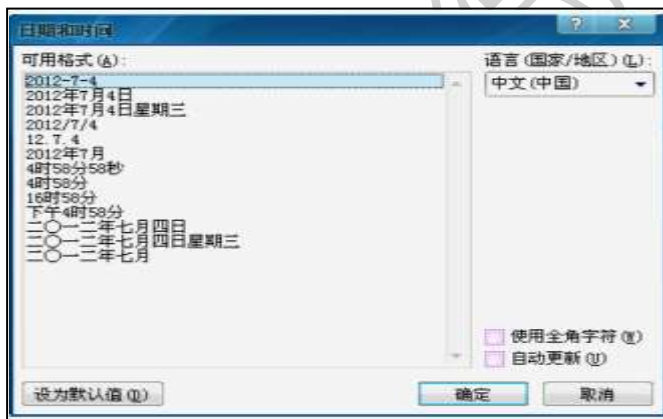 日期和时间
可用格式(A):
语言(国家/地区)(L):
2012-7-4
中文(中国)
2012年7月4日
2012年7月4日星期三
2012/7/4
12.7.4
2012年7月
4时58分58秒
4时58分
16时58分
下午4时58分
二〇一二年七月四日
二〇一二年七月四日星期三
二〇一二年七月
使用全角字符(W)
自动更新(U)
设为默认值(D)
确定
取消